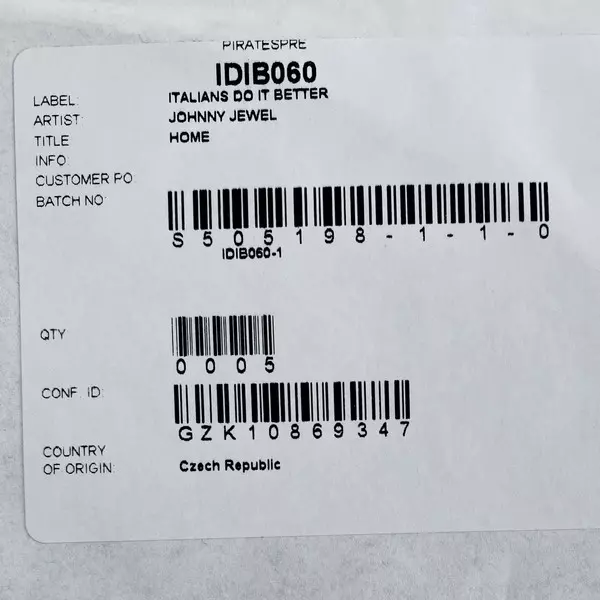 PIRATESPRE
IDIB060
LABEL: ITALIANS DO IT BETTER
ARTIST: JOHNNY JEWEL
TITLE HOME
INFO:
CUSTOMER PO
BATCH NO:
S505198-1-1-0
IDIB060-1
QTY
0005
CONF. ID:
GZK10869347
COUNTRY
OF ORIGIN: Czech Republic